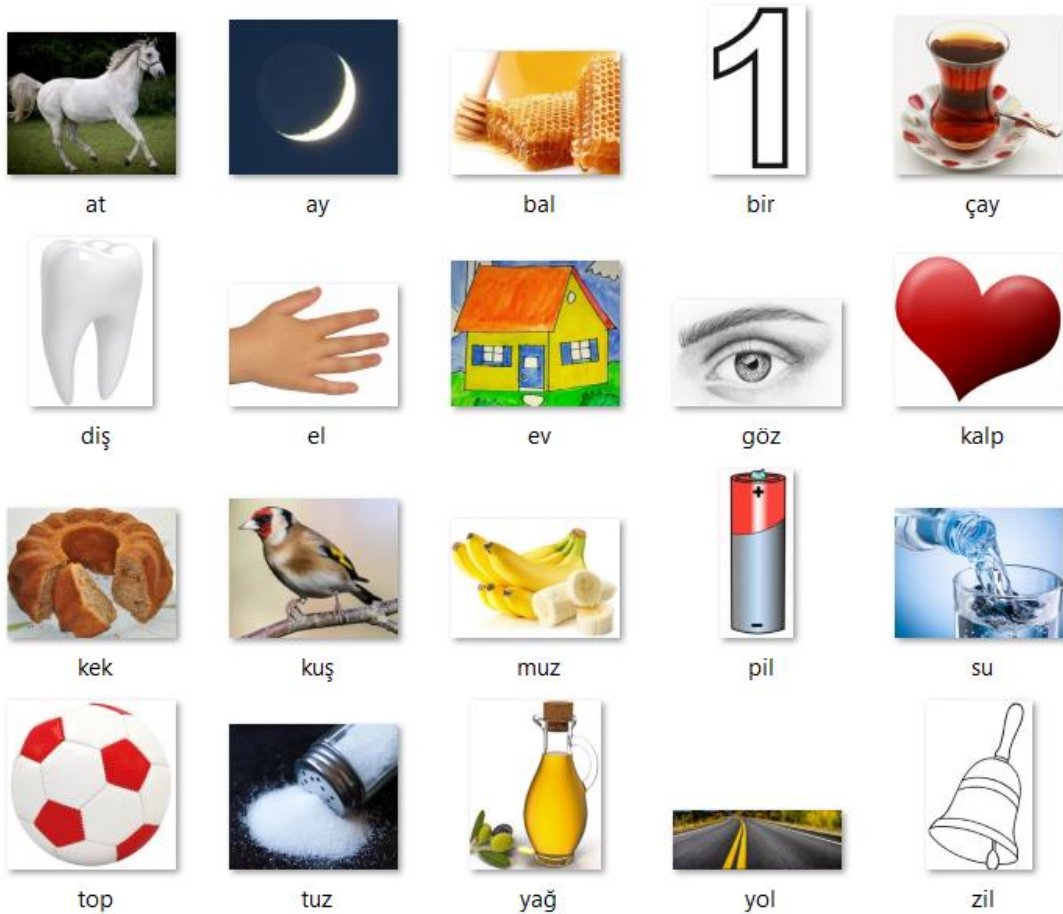 1
at ay bal bir çay
diş el ev göz kalp
kek kuş muz pil su
+
-
top tuz yağ yol zil